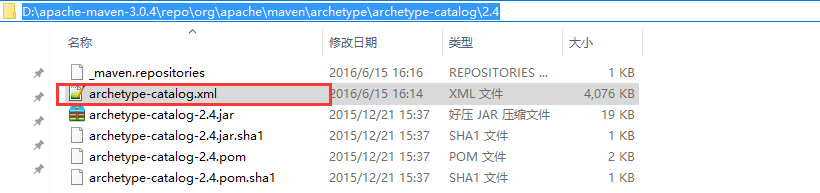 D:\apache-maven-3.0.4\repo\org\apache\maven\archetype\archetype-catalog\2.4
名称 修改日期 类型 大小
_maven.repositories 2016/6/15 16:16 REPOSITORIES ... 1 KB
archetype-catalog.xml 2016/6/15 16:14 XML 文件 4,076 KB
archetype-catalog-2.4.jar 2015/12/21 15:37 好压 JAR 压缩文件 19 KB
archetype-catalog-2.4.jar.sha1 2015/12/21 15:37 SHA1 文件 1 KB
archetype-catalog-2.4.pom 2015/12/21 15:37 POM 文件 2 KB
archetype-catalog-2.4.pom.sha1 2015/12/21 15:37 SHA1 文件 1 KB